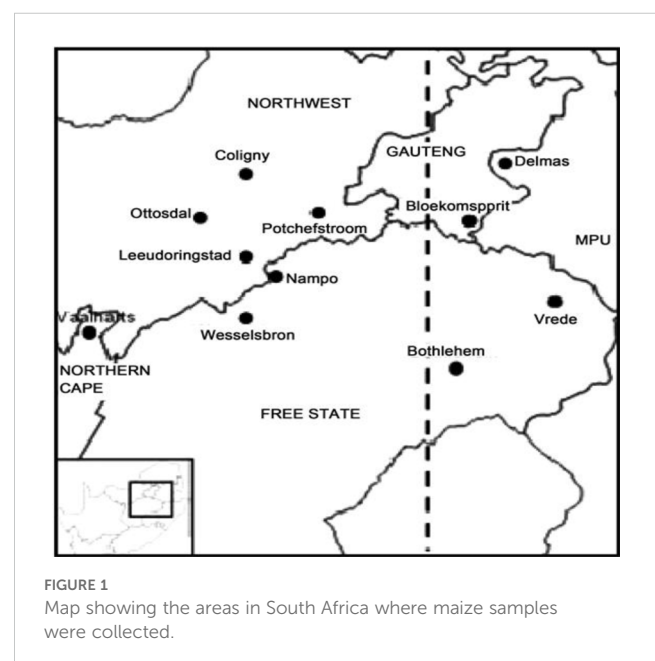 NORTHWEST
GAUTENG
Coligny
Delmas
Ottosdal
Potchefstroom
Bloekomspprit
Leeudoringstad
MPU
Nampo
Vaalharts
Wesselsbron
Vrede
NORTHERN
CAPE
Bothlehem
FREE STATE
FIGURE 1
Map showing the areas in South Africa where maize samples
were collected.